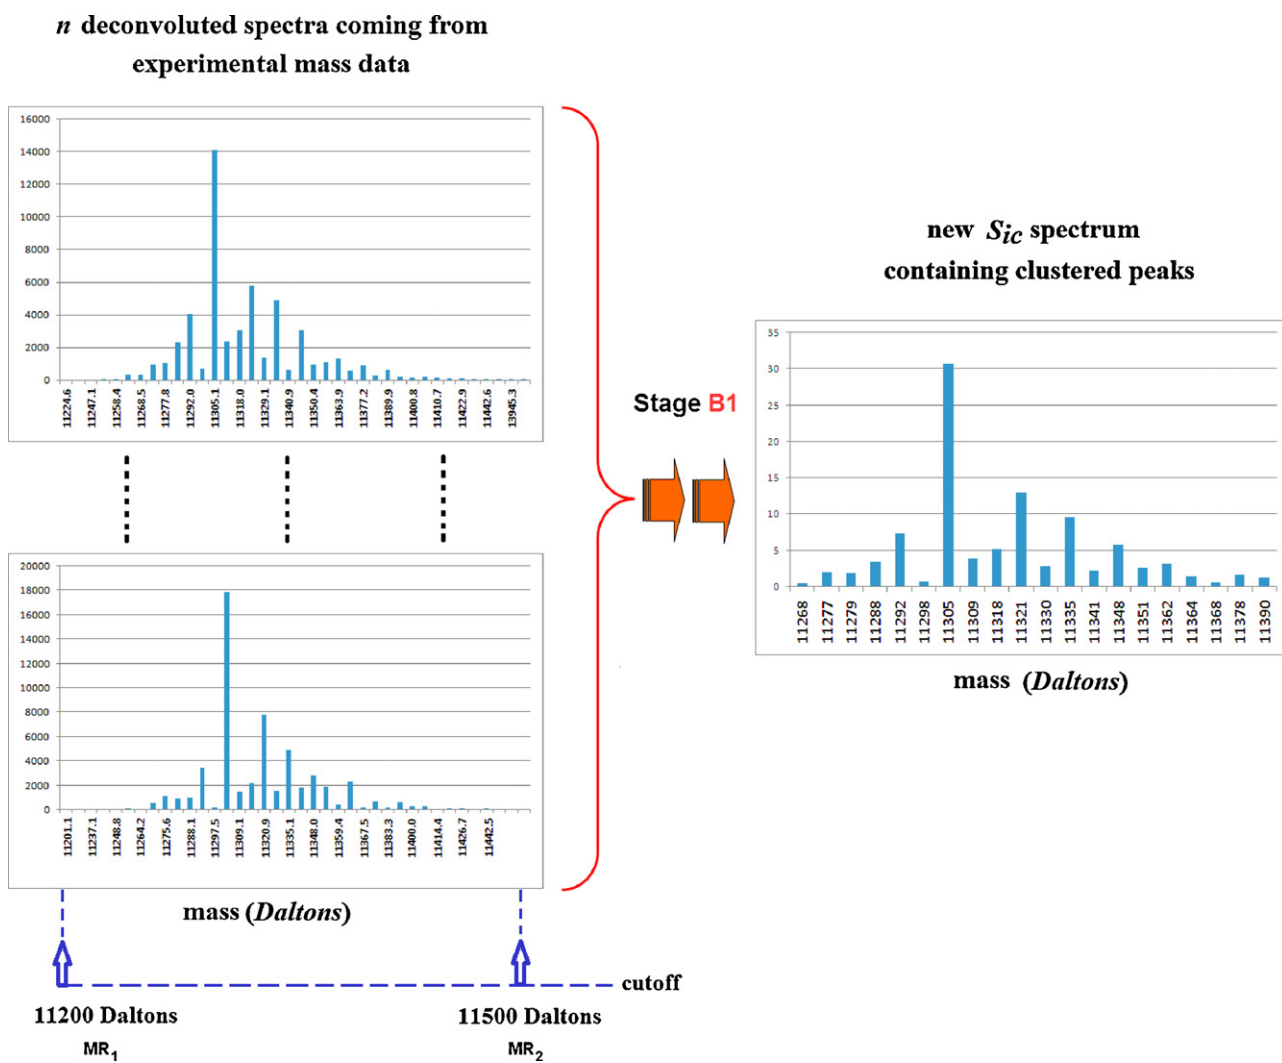 n deconvoluted spectra coming from
experimental mass data
16000
14000
12000
10000
8000
6000
4000
2000
0
11224.6 11247.1 11258.4 11268.5 11277.8 11292.0 11305.1 11318.0 11329.1 11340.9 11350.4 11363.9 11377.2 11389.9 11400.8 11410.7 11422.9 11442.6 13945.3
20000
18000
16000
14000
12000
10000
8000
6000
4000
2000
0
11201.1 11237.1 11248.8 11264.2 11275.6 11288.1 11297.5 11309.1 11320.9 11335.1 11348.0 11359.4 11367.5 11383.3 11400.0 11414.4 11426.7 11442.5
mass (Daltons)
cutoff
11200 Daltons
MR1
11500 Daltons
MR2
Stage B1
new Sic spectrum
containing clustered peaks
35
30
25
20
15
10
5
0
11268 11277 11279 11288 11292 11298 11305 11309 11318 11321 11330 11335 11341 11348 11351 11362 11364 11368 11378 11390
mass (Daltons)